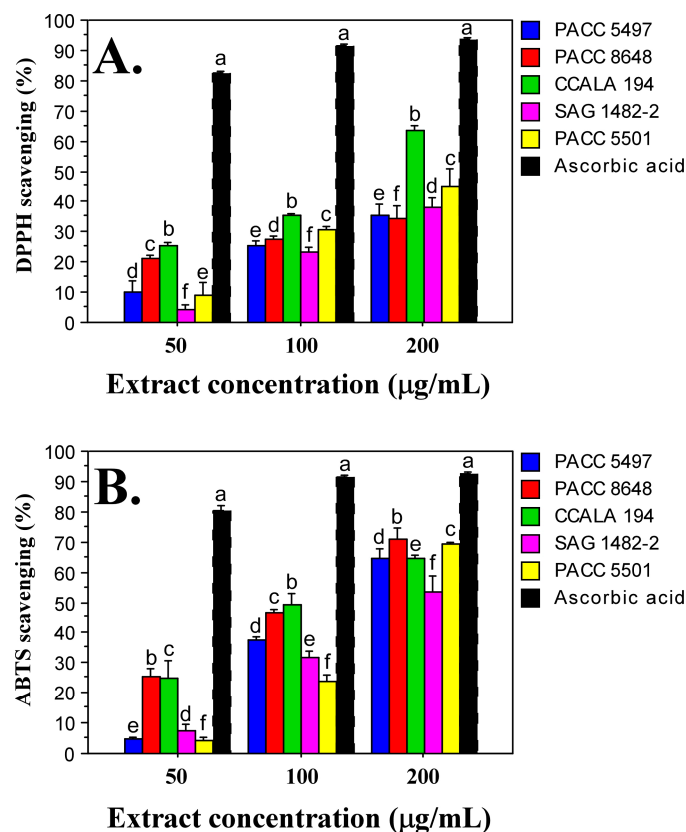 A.
DPPH scavenging (%)
100
90
80
70
60
50
40
30
20
10
0
d c b f e a
e d b f c a
e f b d c a
50 100 200
Extract concentration (μg/mL)
PACC 5497
PACC 8648
CCALA 194
SAG 1482-2
PACC 5501
Ascorbic acid
B.
ABTS scavenging (%)
100
90
80
70
60
50
40
30
20
10
0
e b c d f a
d c b e f a
d b e f c a
50 100 200
Extract concentration (μg/mL)
PACC 5497
PACC 8648
CCALA 194
SAG 1482-2
PACC 5501
Ascorbic acid